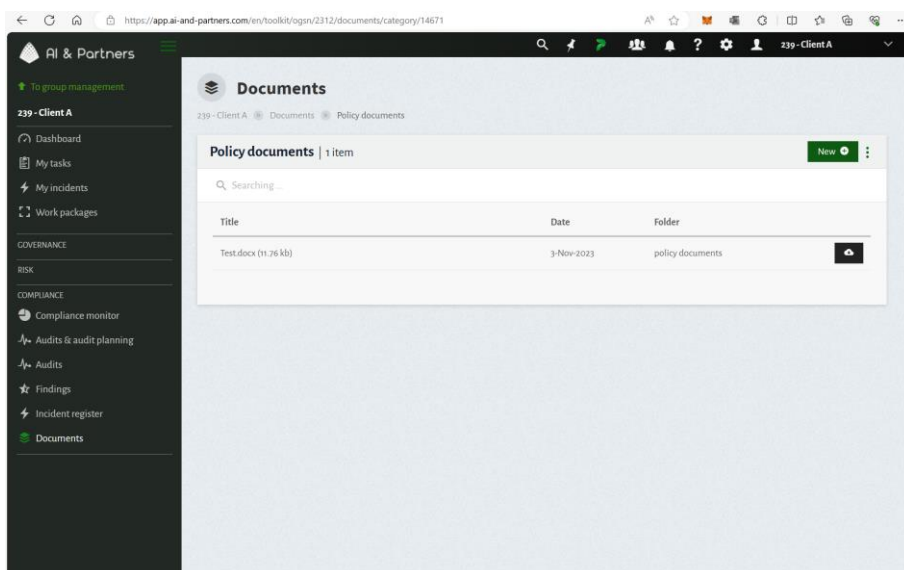 https://app.ai-and-partners.com/en/toolkit/ogsn/2312/documents/category/14671
AI & Partners
239 - Client A
To group management
239 - Client A
Dashboard
My tasks
My incidents
Work packages
GOVERNANCE
RISK
COMPLIANCE
Compliance monitor
Audits & audit planning
Audits
Findings
Incident register
Documents
Documents
239 - Client A Documents Policy documents
Policy documents | 1 item
New
Searching...
Title Date Folder
Test.docx (11.76 kb) 3-Nov-2023 policy documents